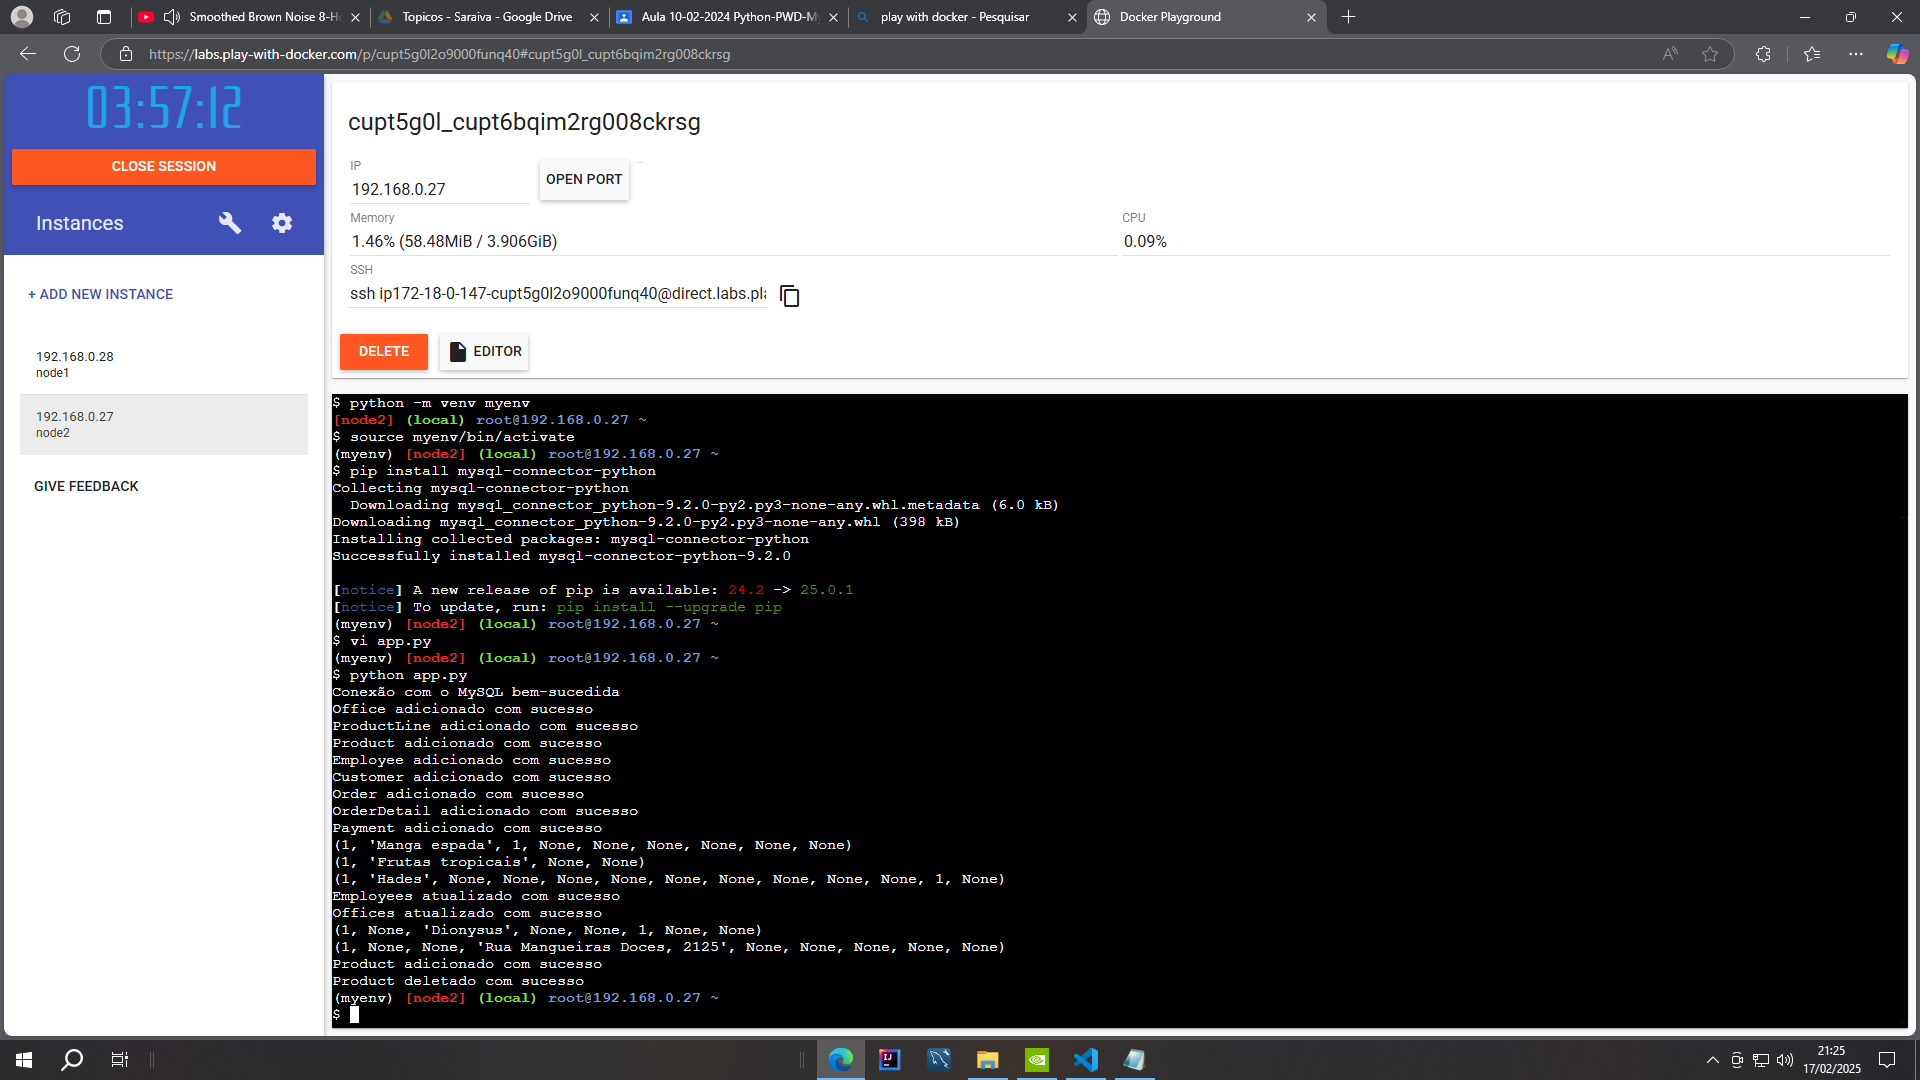 Smoothed Brown Noise 8-Ho
Topicos - Saraiva - Google Drive
Aula 10-02-2024 Python-PWD-My
play with docker - Pesquisar
Docker Playground
https://labs.play-with-docker.com/p/cupt5g0l2o9000funq40#cupt5g0l_cupt6bqim2rg008ckrsg
03:57:12
CLOSE SESSION
Instances
+ ADD NEW INSTANCE
192.168.0.28
node1
192.168.0.27
node2
GIVE FEEDBACK
cupt5g0l_cupt6bqim2rg008ckrsg
IP
192.168.0.27
OPEN PORT
Memory
1.46% (58.48MiB / 3.906GiB)
CPU
0.09%
SSH
ssh ip172-18-0-147-cupt5g0l2o9000funq40@direct.labs.pla
DELETE
EDITOR
$ python -m venv myenv
[node2] (local) root@192.168.0.27 ~
$ source myenv/bin/activate
(myenv) [node2] (local) root@192.168.0.27 ~
$ pip install mysql-connector-python
Collecting mysql-connector-python
  Downloading mysql_connector_python-9.2.0-py2.py3-none-any.whl.metadata (6.0 kB)
Downloading mysql_connector_python-9.2.0-py2.py3-none-any.whl (398 kB)
Installing collected packages: mysql-connector-python
Successfully installed mysql-connector-python-9.2.0
[notice] A new release of pip is available: 24.2 -> 25.0.1
[notice] To update, run: pip install --upgrade pip
(myenv) [node2] (local) root@192.168.0.27 ~
$ vi app.py
(myenv) [node2] (local) root@192.168.0.27 ~
$ python app.py
Conexão com o MySQL bem-sucedida
Office adicionado com sucesso
ProductLine adicionado com sucesso
Product adicionado com sucesso
Employee adicionado com sucesso
Customer adicionado com sucesso
Order adicionado com sucesso
OrderDetail adicionado com sucesso
Payment adicionado com sucesso
(1, 'Manga espada', 1, None, None, None, None, None, None)
(1, 'Frutas tropicais', None, None)
(1, 'Hades', None, None, None, None, None, None, None, None, None, 1, None)
Employees atualizado com sucesso
Offices atualizado com sucesso
(1, None, 'Dionysus', None, None, 1, None, None)
(1, None, None, 'Rua Mangueiras Doces, 2125', None, None, None, None, None)
Product adicionado com sucesso
Product deletado com sucesso
(myenv) [node2] (local) root@192.168.0.27 ~
$
21:25
17/02/2025